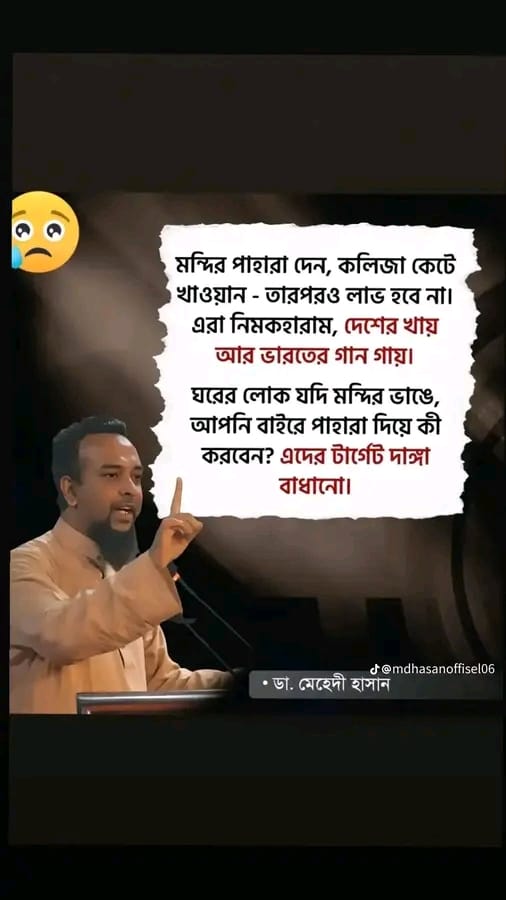 মন্দির পাহারা দেন, কলিজা কেটে
খাওয়ান - তারপরও লাভ হবে না।
এরা নিমকহারাম, দেশের খায়
আর ভারতের গান গায়।
ঘরের লোক যদি মন্দির ভাঙে,
আপনি বাইরে পাহারা দিয়ে কী
করবেন? এদের টার্গেট দাঙ্গা
বাধানো।
@mdhasanoffisel06
• ডা. মেহেদী হাসান